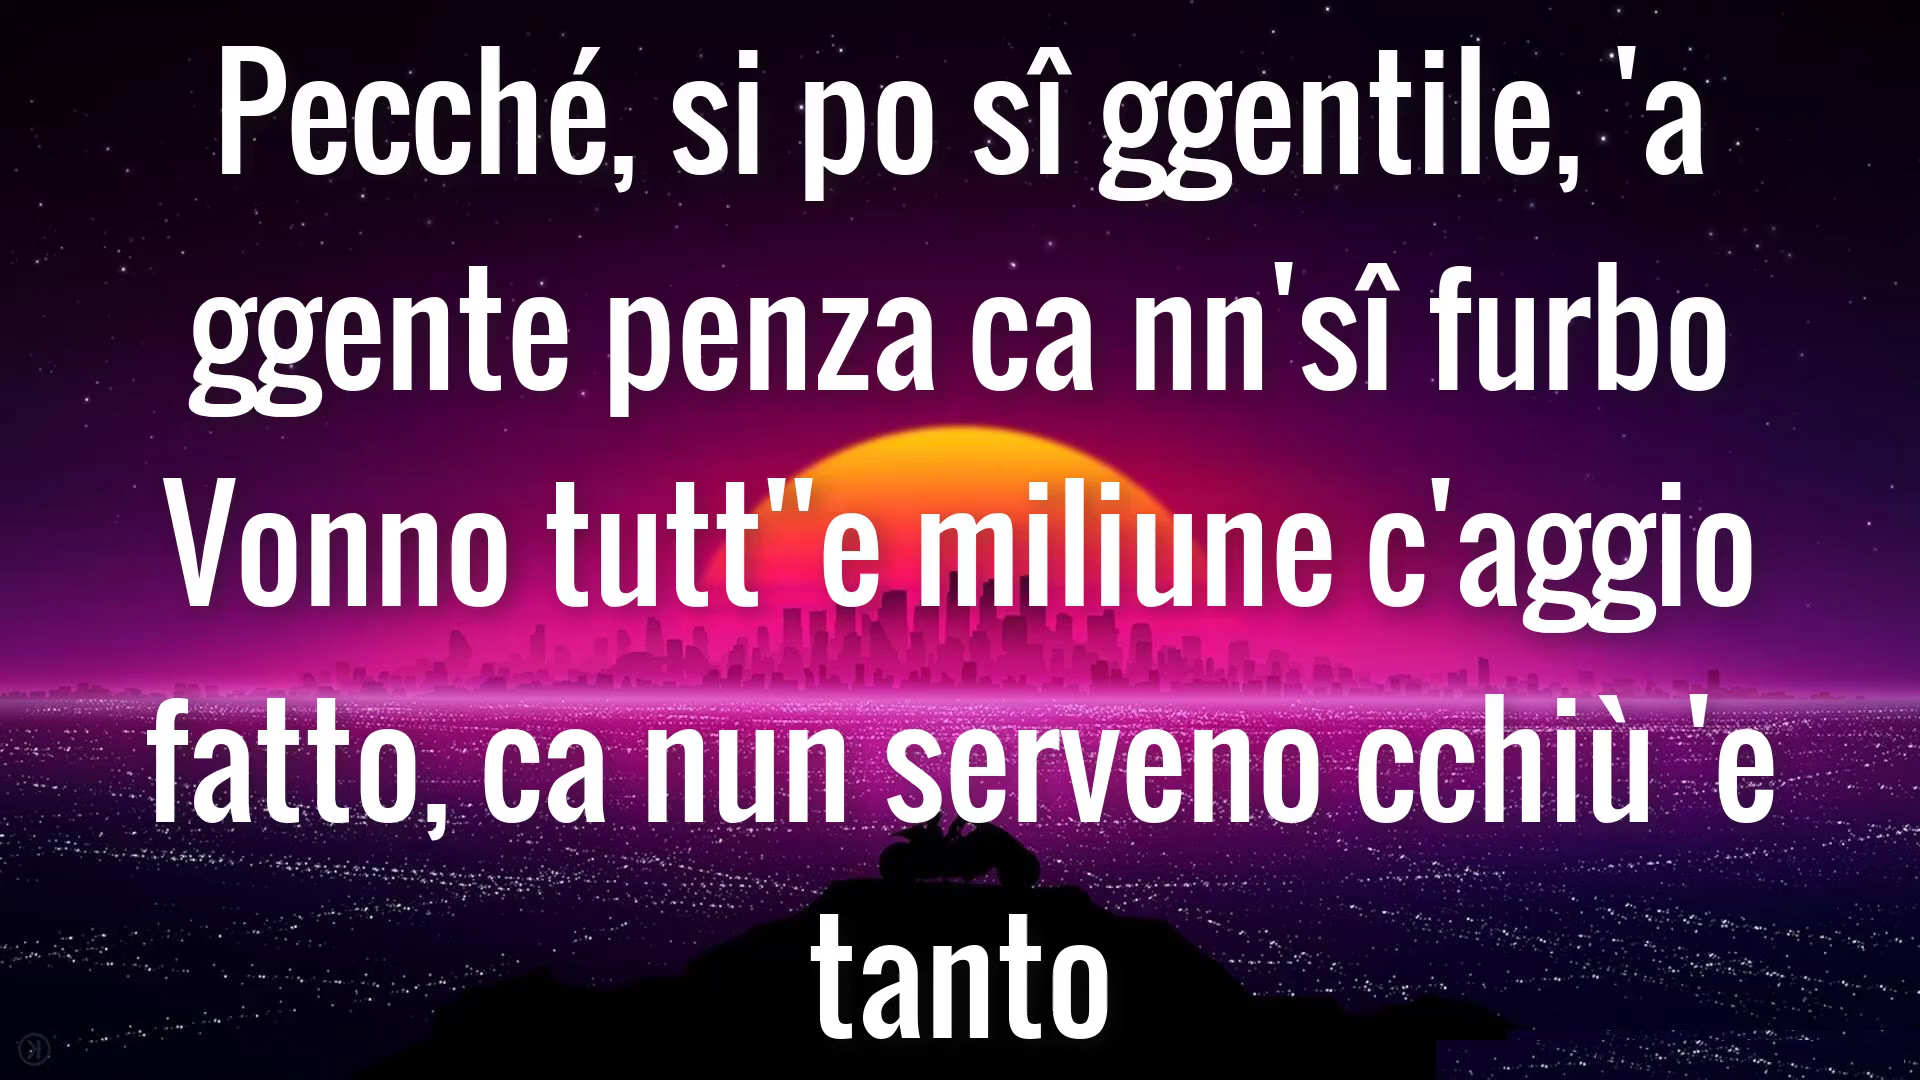 Pecché, si po sî ggentile, 'a
ggente penza ca nn'sî furbo
Vonno tutt''e miliune c'aggio
fatto, ca nun serveno cchiù 'e
tanto